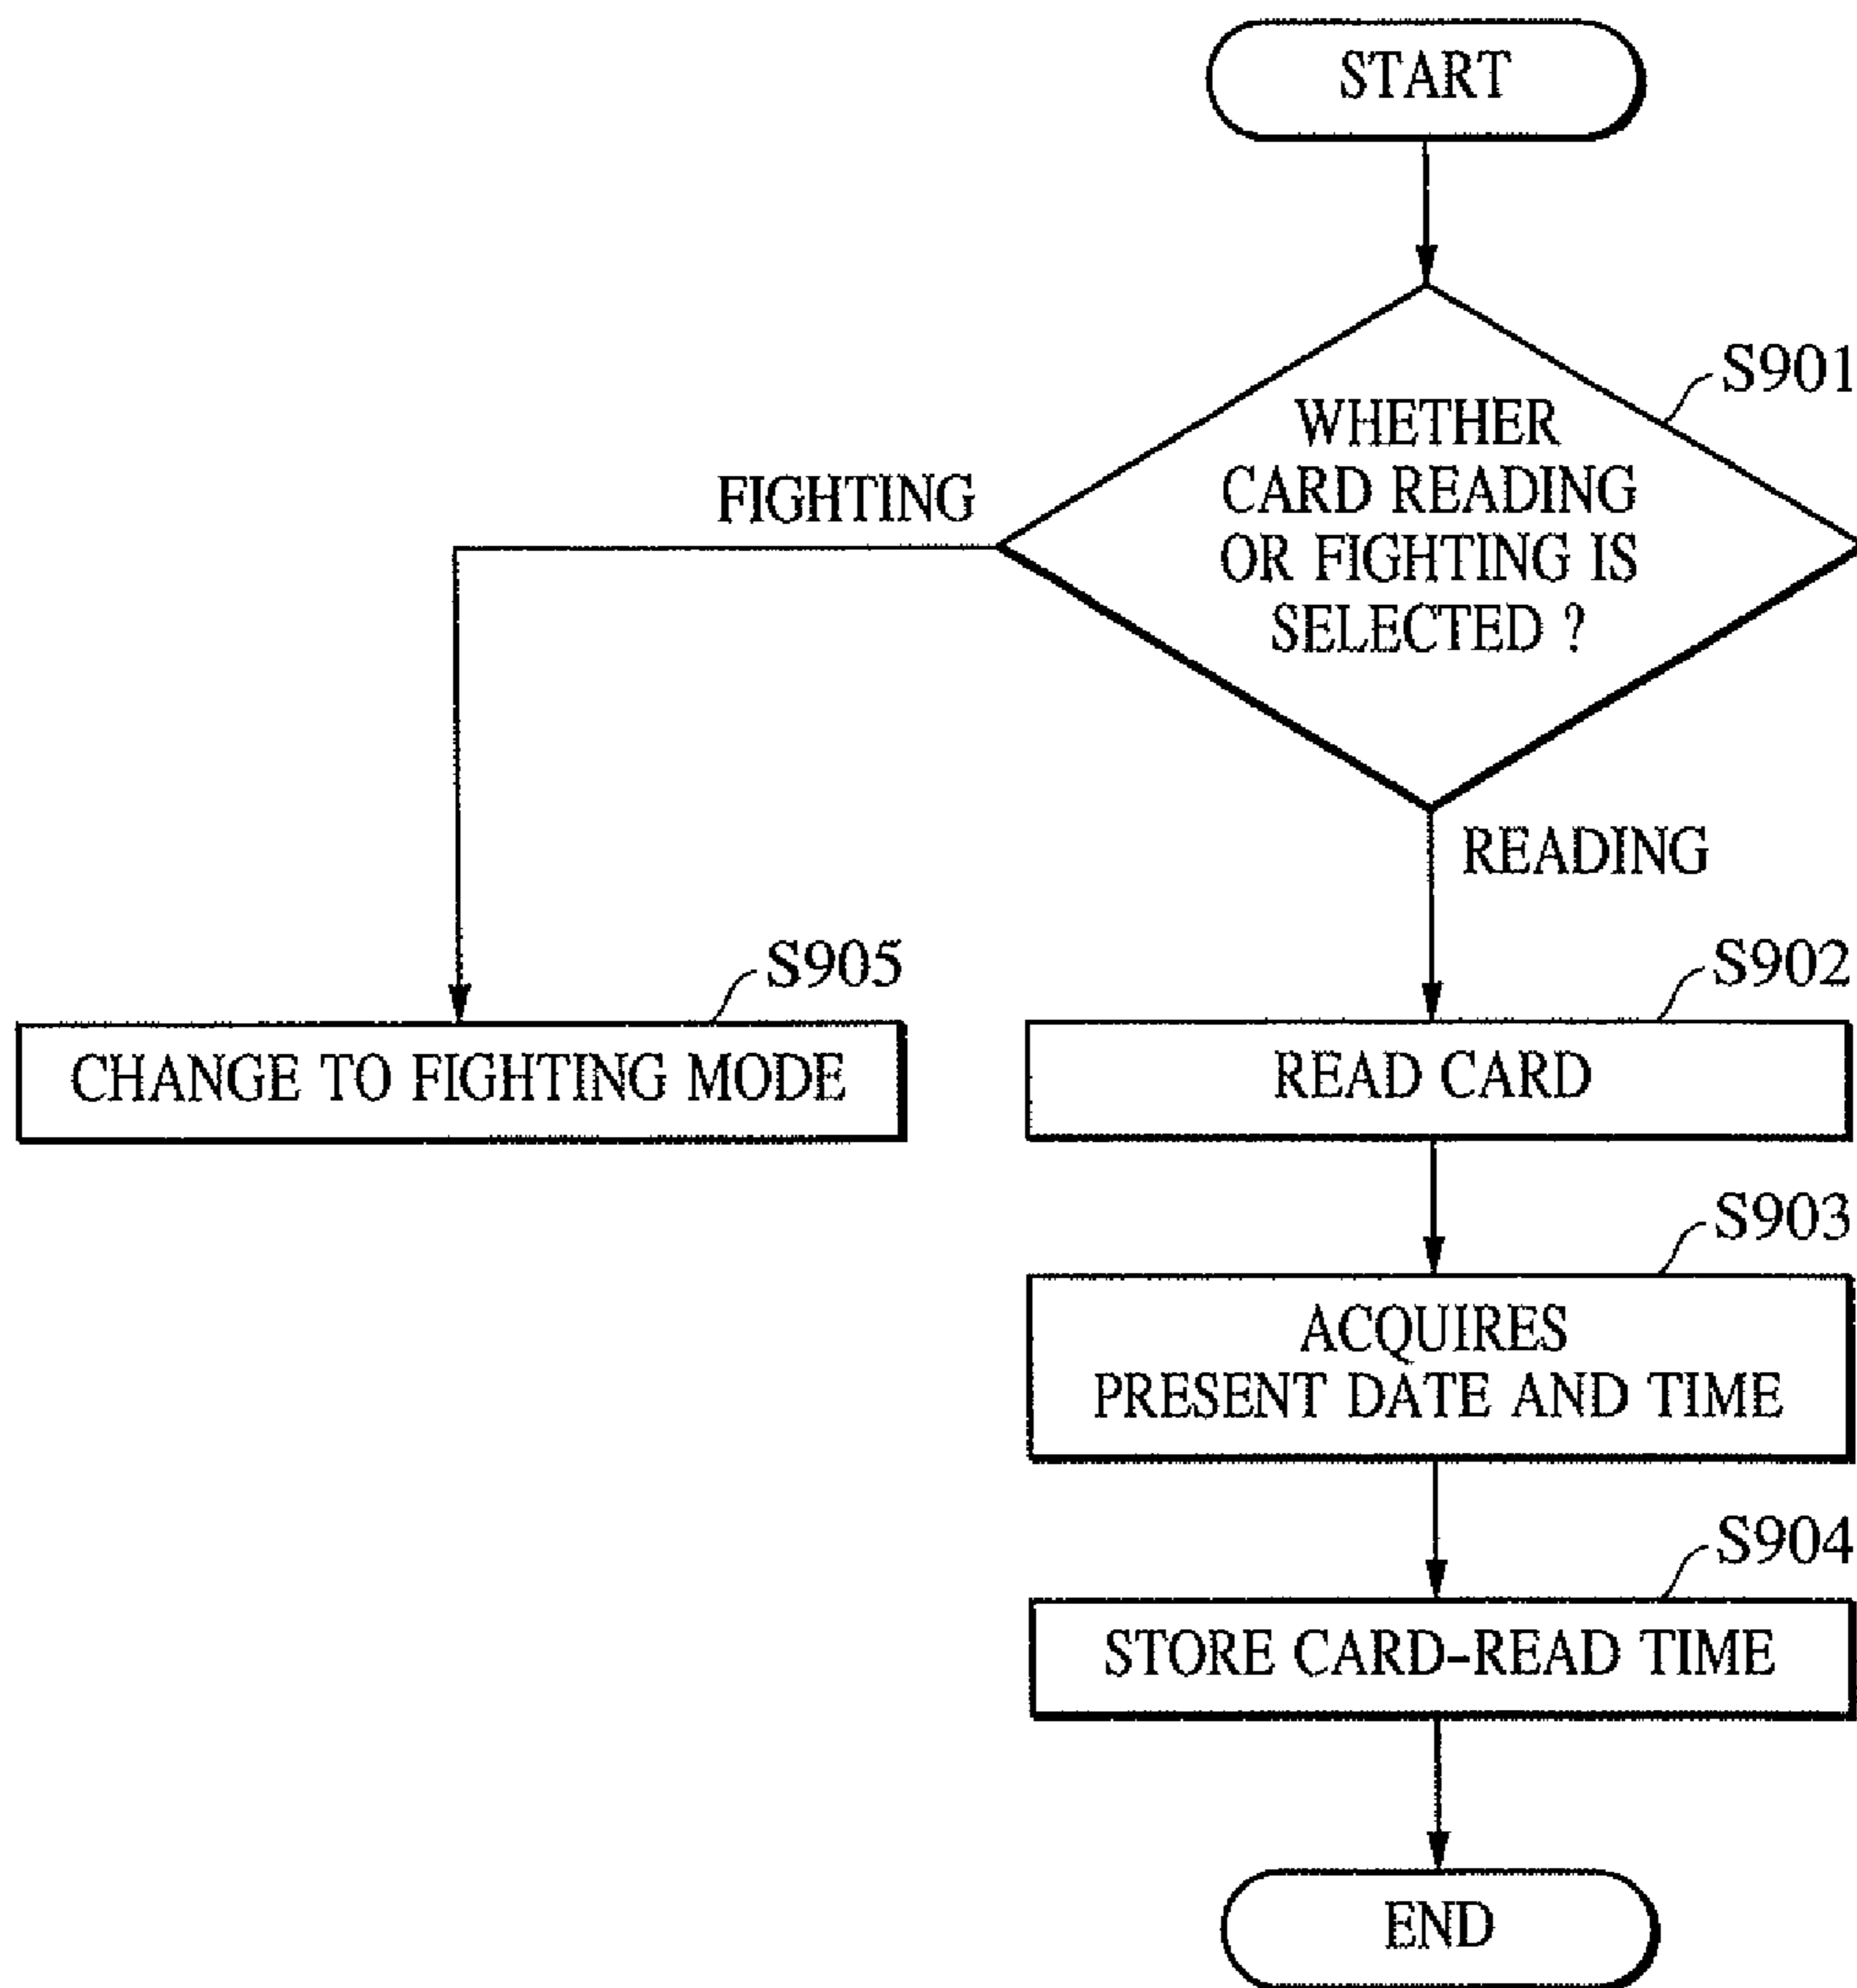 START
S901
WHETHER
CARD READING
OR FIGHTING IS
SELECTED ?
FIGHTING
READING
S905
CHANGE TO FIGHTING MODE
S902
READ CARD
S903
ACQUIRES
PRESENT DATE AND TIME
S904
STORE CARD-READ TIME
END